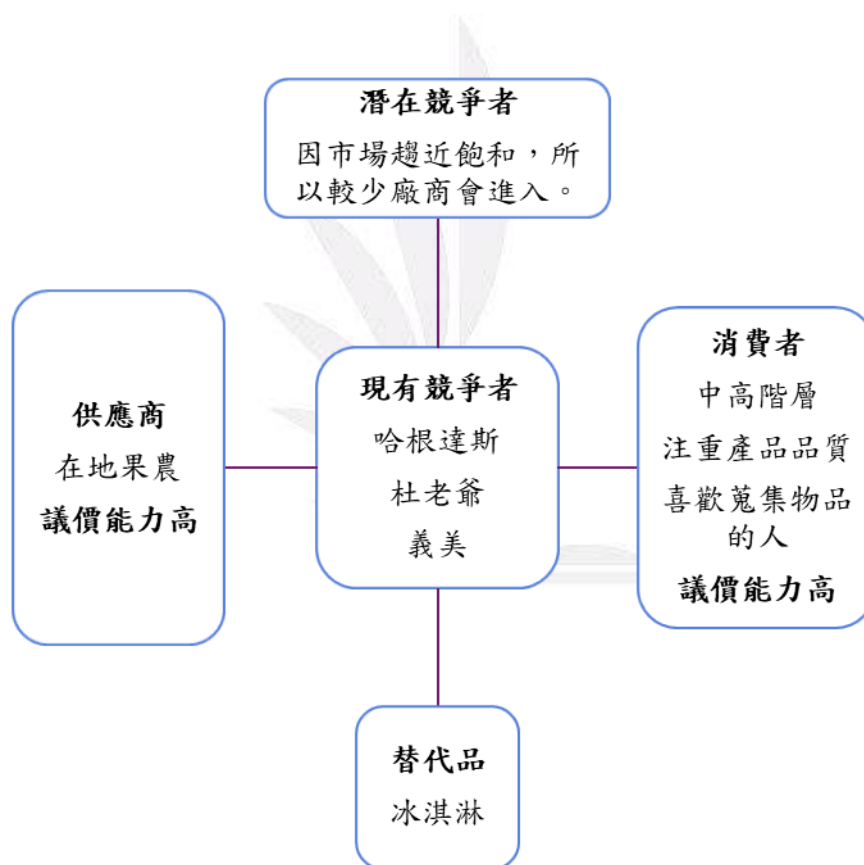 潛在競爭者
因市場趨近飽和，所
以較少廠商會進入。
供應商
在地果農
議價能力高
現有競爭者
哈根達斯
杜老爺
義美
消費者
中高階層
注重產品品質
喜歡蒐集物品
的人
議價能力高
替代品
冰淇淋